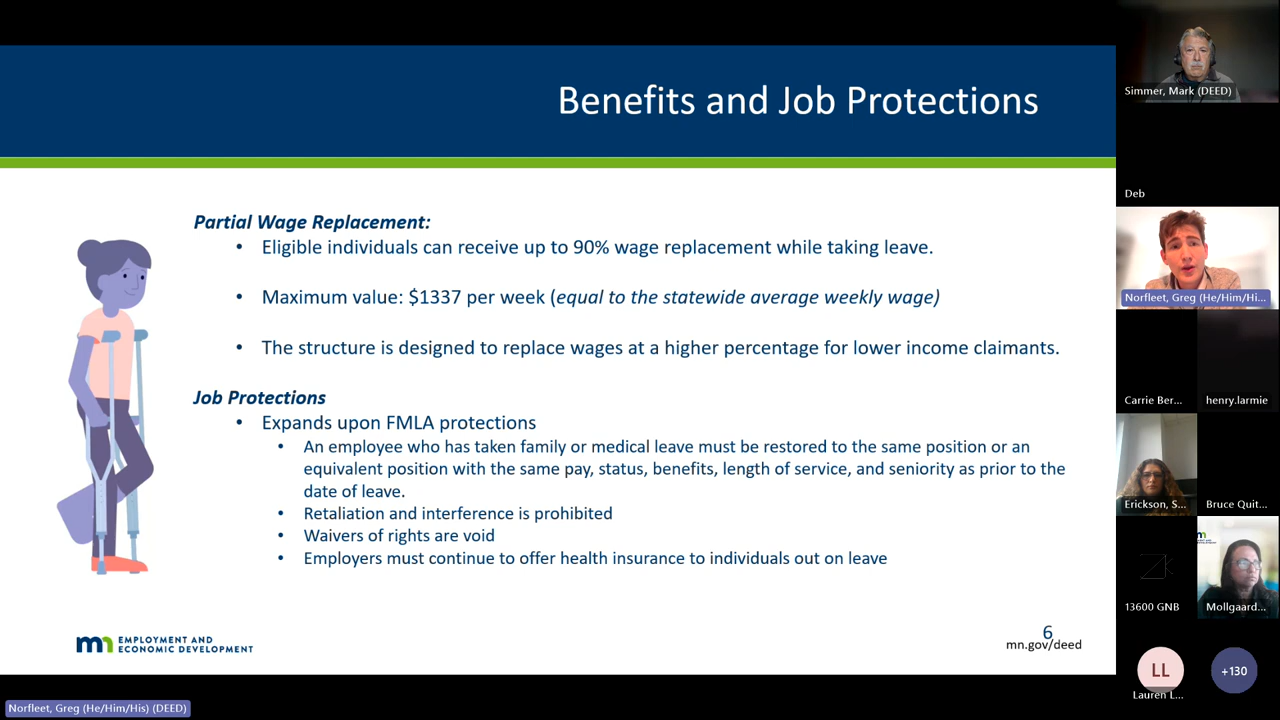 Benefits and Job Protections
Partial Wage Replacement:
• Eligible individuals can receive up to 90% wage replacement while taking leave.
• Maximum value: $1337 per week (equal to the statewide average weekly wage)
• The structure is designed to replace wages at a higher percentage for lower income claimants.
Job Protections
• Expands upon FMLA protections
• An employee who has taken family or medical leave must be restored to the same position or an
equivalent position with the same pay, status, benefits, length of service, and seniority as prior to the
date of leave.
• Retaliation and interference is prohibited
• Waivers of rights are void
• Employers must continue to offer health insurance to individuals out on leave
mn EMPLOYMENT AND
ECONOMIC DEVELOPMENT
6
mn.gov/deed
Norfleet, Greg (He/Him/His) (DEED)
Simmer, Mark (DEED)
Deb
Norfleet, Greg (He/Him/Hi...
Carrie Ber...
henry.larmie
Erickson, S...
Bruce Quit...
13600 GNB
Mollgaard...
LL
Lauren L...
+130